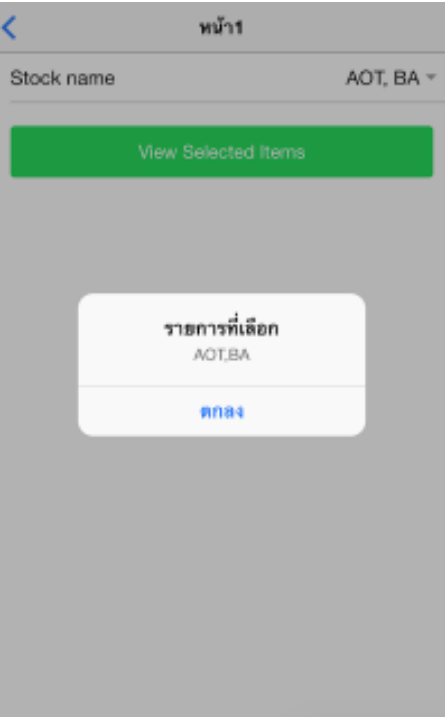 หน้า1
Stock name
AOT, BA
View Selected Items
รายการที่เลือก
AOT,BA
ตกลง